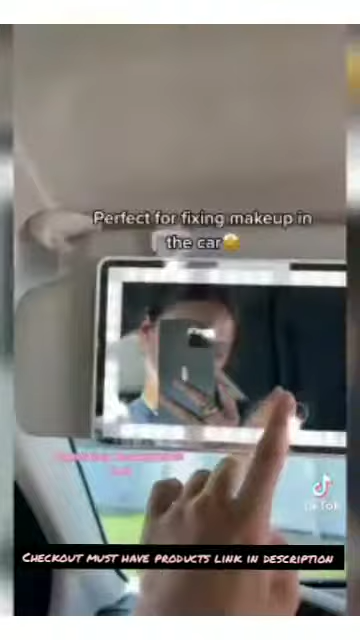 Perfect for fixing makeup in
the car🤩
TikTok
CHECKOUT MUST HAVE PRODUCTS LINK IN DESCRIPTION